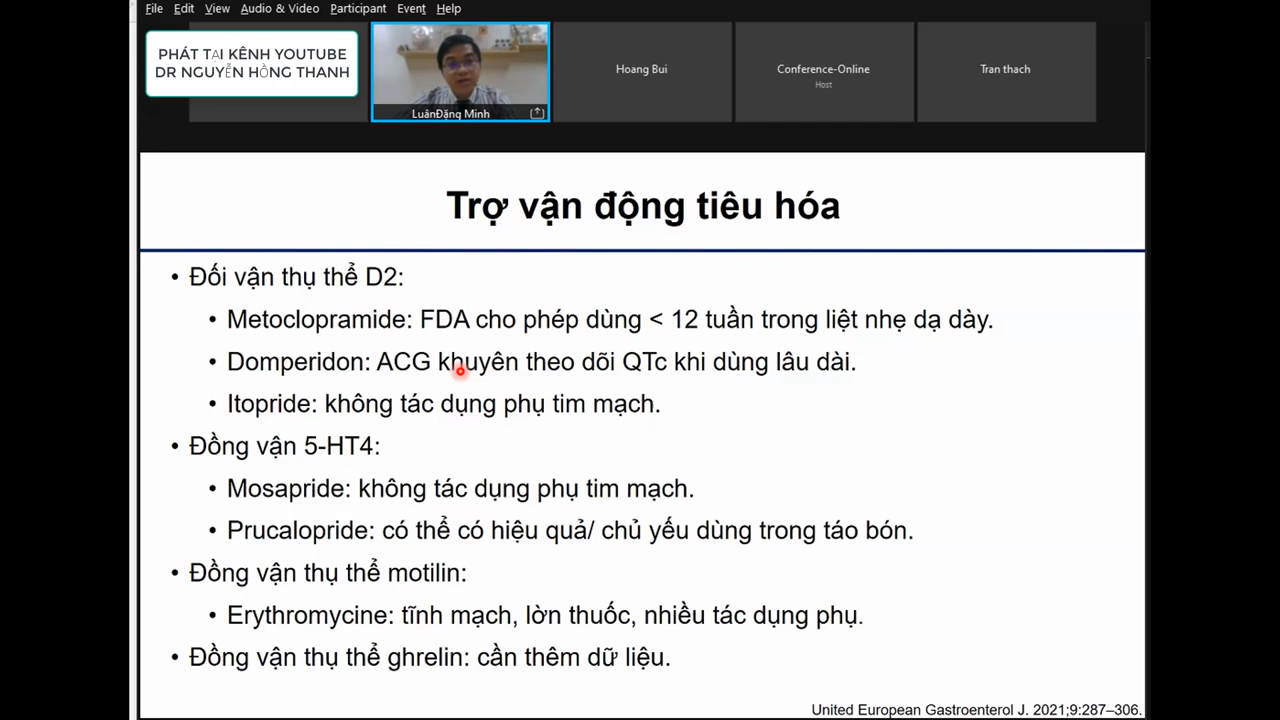 File Edit View Audio & Video Participant Event Help
PHÁT TẠI KÊNH YOUTUBE
DR NGUYỄN HỒNG THANH
LuânĐặng Minh
Hoang Bui
Conference-Online
Host
Tran thach
Trợ vận động tiêu hóa
• Đối vận thụ thể D2:
• Metoclopramide: FDA cho phép dùng < 12 tuần trong liệt nhẹ dạ dày.
• Domperidon: ACG khuyên theo dõi QTc khi dùng lâu dài.
• Itopride: không tác dụng phụ tim mạch.
• Đồng vận 5-HT4:
• Mosapride: không tác dụng phụ tim mạch.
• Prucalopride: có thể có hiệu quả/ chủ yếu dùng trong táo bón.
• Đồng vận thụ thể motilin:
• Erythromycine: tĩnh mạch, lờn thuốc, nhiều tác dụng phụ.
• Đồng vận thụ thể ghrelin: cần thêm dữ liệu.
United European Gastroenterol J. 2021;9:287–306.